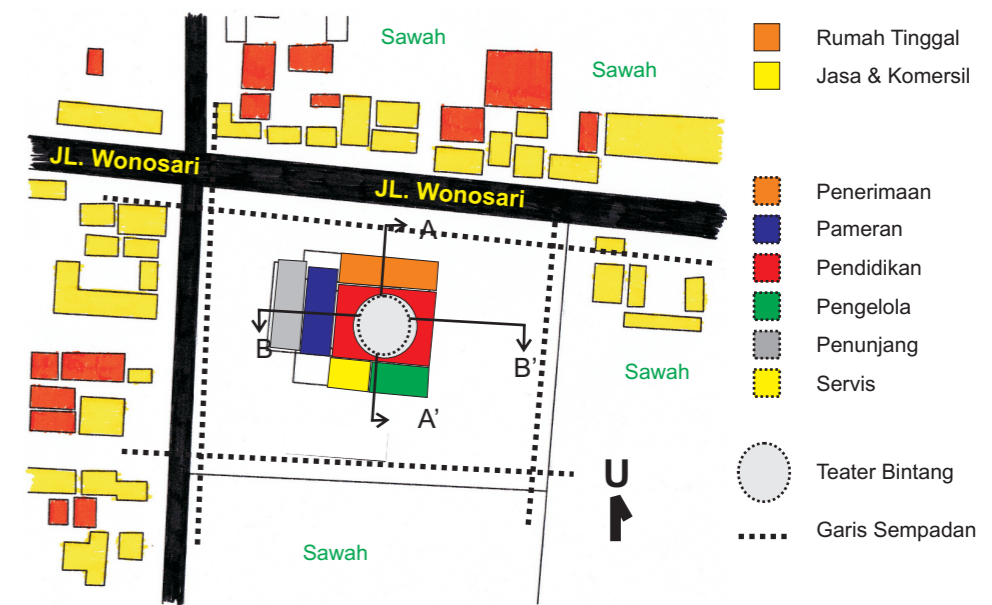 Sawah
Sawah
JL. Wonosari
JL. Wonosari
A
B
B’
Sawah
A’
U
Sawah
Rumah Tinggal
Jasa & Komersil
Penerimaan
Pameran
Pendidikan
Pengelola
Penunjang
Servis
Teater Bintang
Garis Sempadan